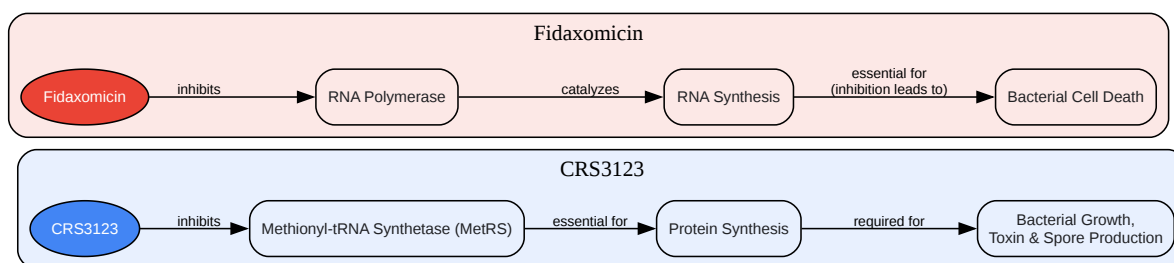 Fidaxomicin
Fidaxomicin
inhibits
RNA Polymerase
catalyzes
RNA Synthesis
essential for
(inhibition leads to)
Bacterial Cell Death
CRS3123
CRS3123
inhibits
Methionyl-tRNA Synthetase (MetRS)
essential for
Protein Synthesis
required for
Bacterial Growth,
Toxin & Spore Production